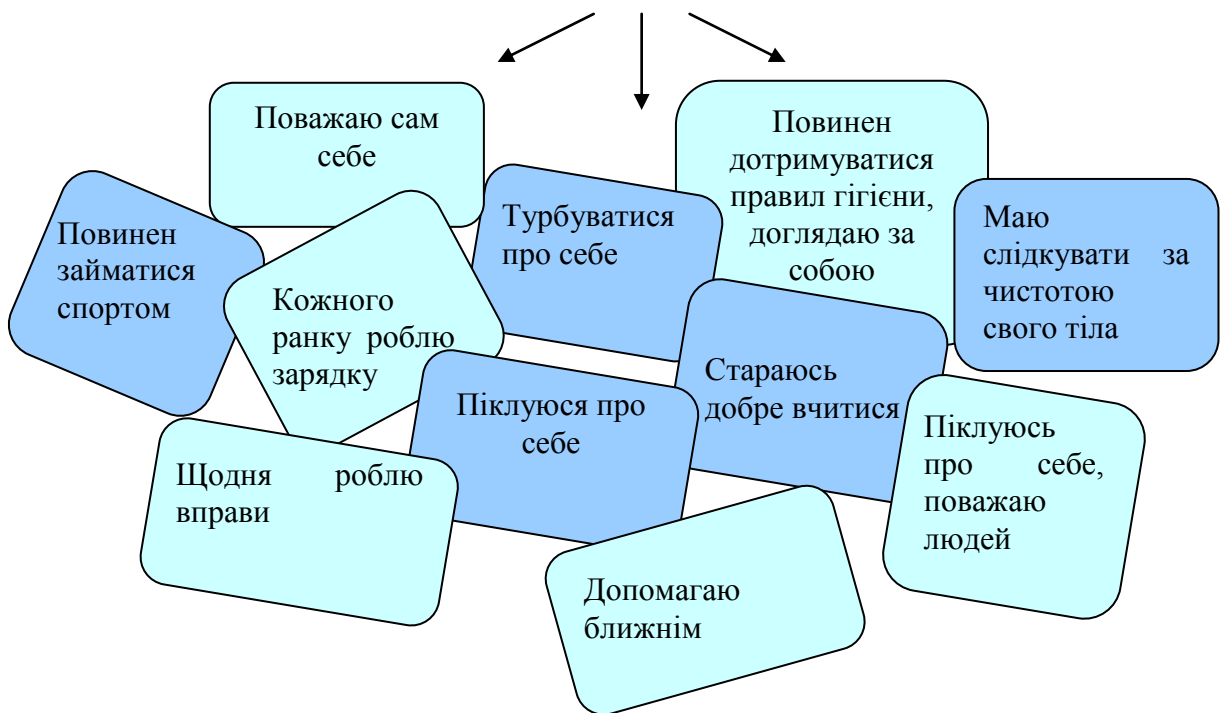 Поважаю сам
себе
Повинен
дотримуватися
правил гігієни,
доглядаю за
собою
Повинен
займатися
спортом
Кожного
ранку роблю
зарядку
Турбуватися
про себе
Маю
слідкувати за
чистотою
свого тіла
Піклуюся про
себе
Стараюсь
добре вчитися
Щодня роблю
вправи
Піклуюсь
про себе,
поважаю
людей
Допомагаю
ближнім